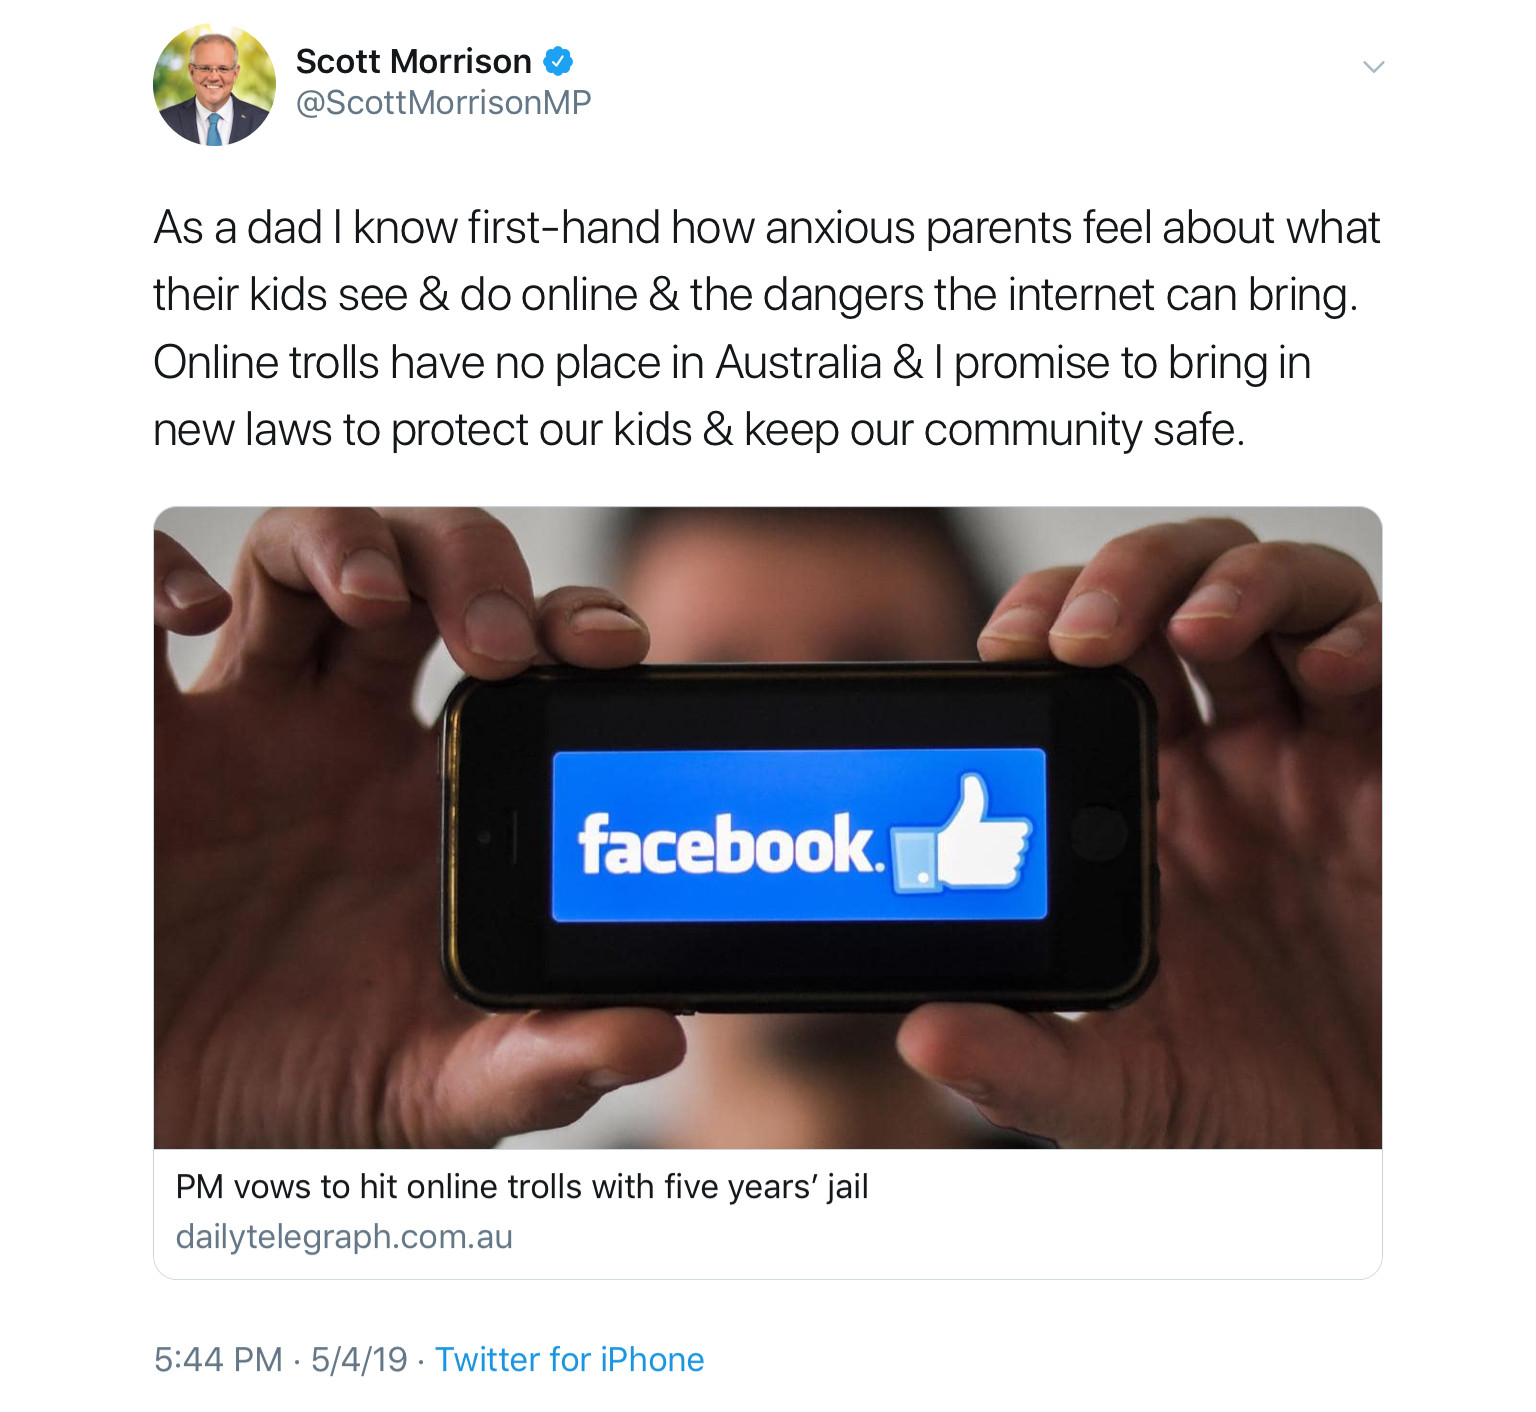 Scott Morrison
@ScottMorrisonMP
As a dad I know first-hand how anxious parents feel about what
their kids see & do online & the dangers the internet can bring.
Online trolls have no place in Australia & I promise to bring in
new laws to protect our kids & keep our community safe.
facebook.
PM vows to hit online trolls with five years’ jail
dailytelegraph.com.au
5:44 PM · 5/4/19 · Twitter for iPhone